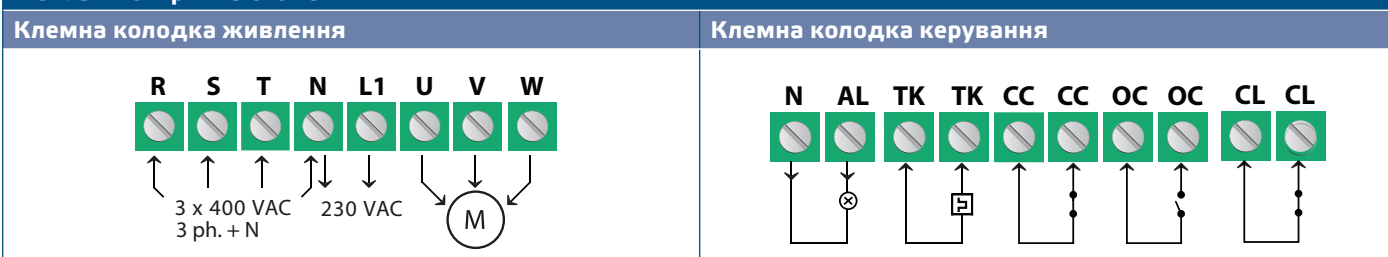 Клемна колодка живлення
Клемна колодка керування
R S T N L1 U V W
3 x 400 VAC
3 ph. + N
230 VAC
M
N AL TK TK CC CC OC OC CL CL